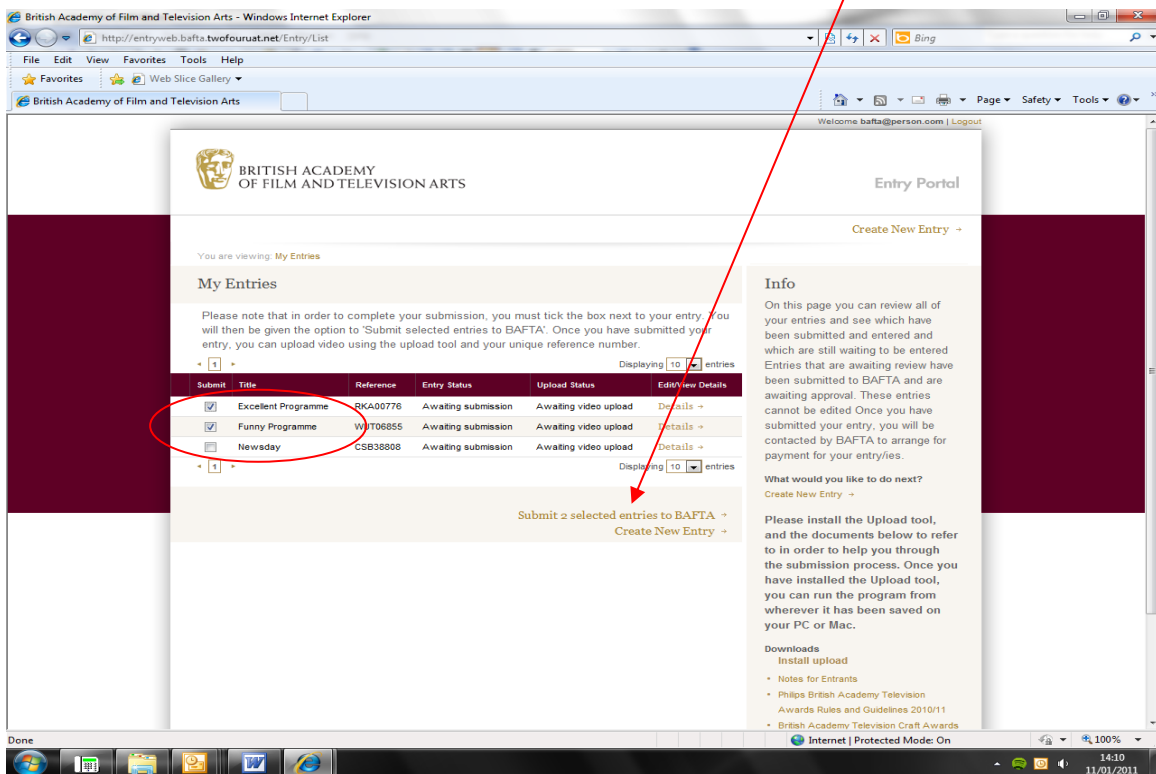 British Academy of Film and Television Arts - Windows Internet Explorer
http://entryweb.bafta.twofouruat.net/Entry/List
Bing
File Edit View Favorites Tools Help
Favorites Web Slice Gallery
British Academy of Film and Television Arts
Page Safety Tools
Welcome bafta@person.com | Logout
BRITISH ACADEMY
OF FILM AND TELEVISION ARTS
Entry Portal
Create New Entry →
You are viewing: My Entries
My Entries
Please note that in order to complete your submission, you must tick the box next to your entry. You
will then be given the option to 'Submit selected entries to BAFTA'. Once you have submitted your
entry, you can upload video using the upload tool and your unique reference number.
1
Displaying 10 entries
Submit Title Reference Entry Status Upload Status Edit/View Details
Excellent Programme RKA00776 Awaiting submission Awaiting video upload Details →
Funny Programme WUT06855 Awaiting submission Awaiting video upload Details →
Newsday CSB38808 Awaiting submission Awaiting video upload Details →
1
Displaying 10 entries
Submit 2 selected entries to BAFTA →
Create New Entry →
Info
On this page you can review all of
your entries and see which have
been submitted and entered and
which are still waiting to be entered
Entries that are awaiting review have
been submitted to BAFTA and are
awaiting approval. These entries
cannot be edited Once you have
submitted your entry, you will be
contacted by BAFTA to arrange for
payment for your entry/ies.
What would you like to do next?
Create New Entry →
Please install the Upload tool,
and the documents below to refer
to in order to help you through
the submission process. Once you
have installed the Upload tool,
you can run the program from
wherever it has been saved on
your PC or Mac.
Downloads
Install upload
• Notes for Entrants
• Philips British Academy Television
Awards Rules and Guidelines 2010/11
• British Academy Television Craft Awards
Done
Internet | Protected Mode: On
100%
14:10
11/01/2011